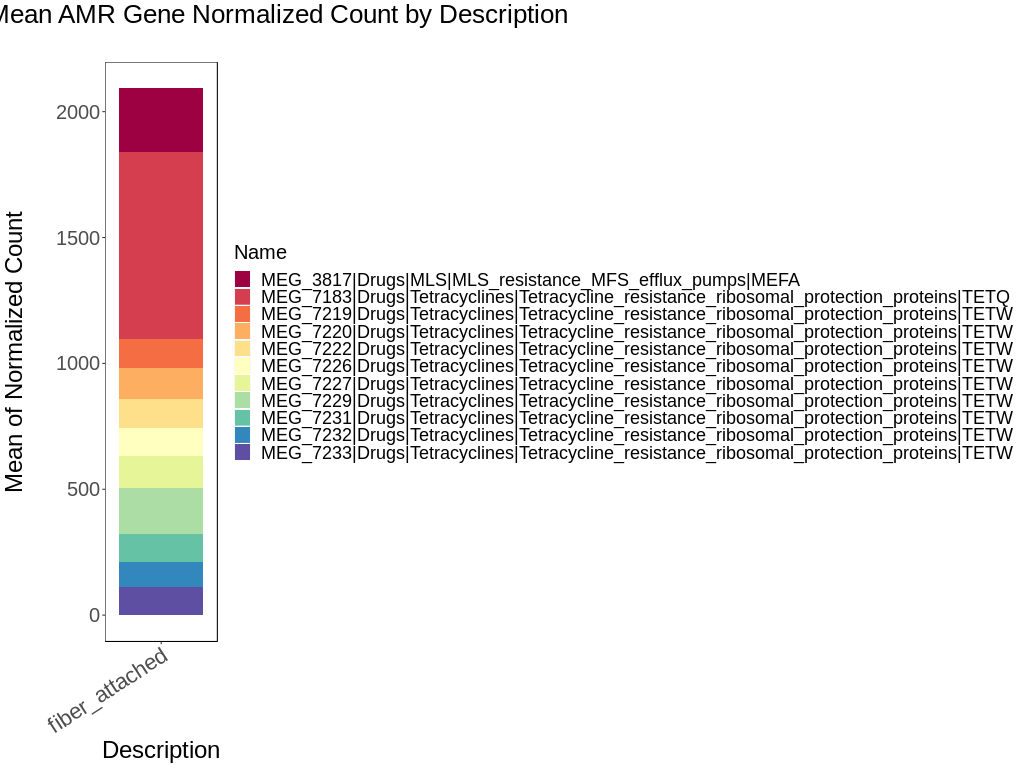 Mean AMR Gene Normalized Count by Description
2000
1500
1000
500
0
Mean of Normalized Count
fiber_attached
Description
Name
MEG_3817|Drugs|MLS|MLS_resistance_MFS_efflux_pumps|MEFA
MEG_7183|Drugs|Tetracyclines|Tetracycline_resistance_ribosomal_protection_proteins|TETQ
MEG_7219|Drugs|Tetracyclines|Tetracycline_resistance_ribosomal_protection_proteins|TETW
MEG_7220|Drugs|Tetracyclines|Tetracycline_resistance_ribosomal_protection_proteins|TETW
MEG_7222|Drugs|Tetracyclines|Tetracycline_resistance_ribosomal_protection_proteins|TETW
MEG_7226|Drugs|Tetracyclines|Tetracycline_resistance_ribosomal_protection_proteins|TETW
MEG_7227|Drugs|Tetracyclines|Tetracycline_resistance_ribosomal_protection_proteins|TETW
MEG_7229|Drugs|Tetracyclines|Tetracycline_resistance_ribosomal_protection_proteins|TETW
MEG_7231|Drugs|Tetracyclines|Tetracycline_resistance_ribosomal_protection_proteins|TETW
MEG_7232|Drugs|Tetracyclines|Tetracycline_resistance_ribosomal_protection_proteins|TETW
MEG_7233|Drugs|Tetracyclines|Tetracycline_resistance_ribosomal_protection_proteins|TETW